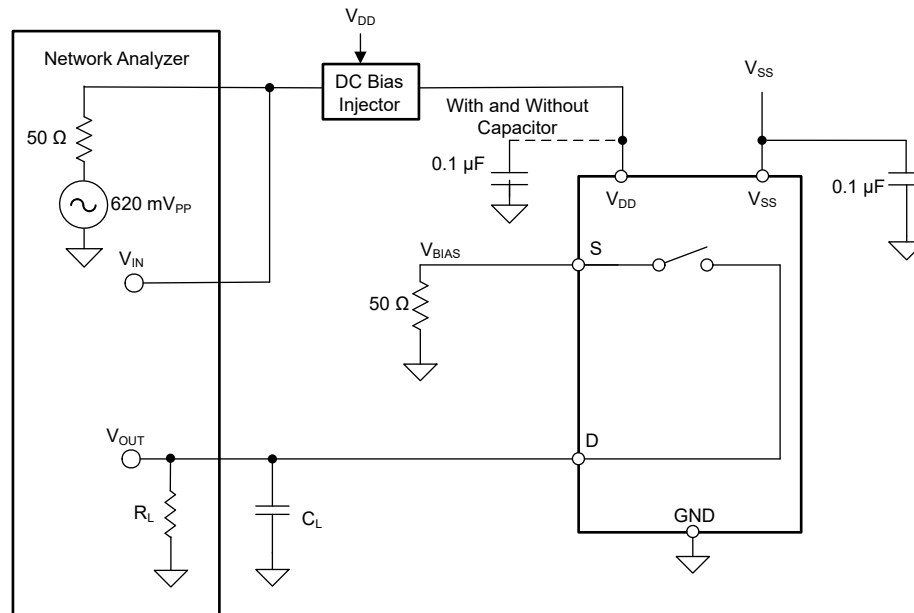 V_DD
Network Analyzer
DC Bias
Injector
V_SS
50 Ω
With and Without
Capacitor
0.1 µF
0.1 µF
620 mV_PP
V_DD
V_SS
V_IN
V_BIAS
S
50 Ω
V_OUT
D
R_L
C_L
GND